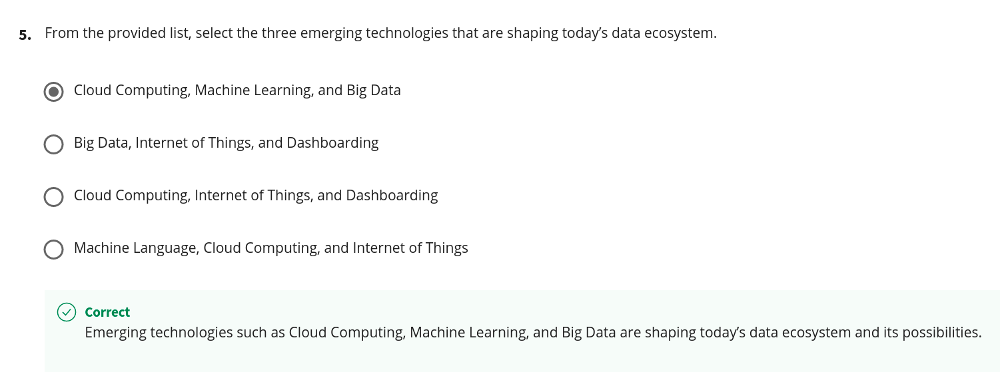 5. From the provided list, select the three emerging technologies that are shaping today’s data ecosystem.
Cloud Computing, Machine Learning, and Big Data
Big Data, Internet of Things, and Dashboarding
Cloud Computing, Internet of Things, and Dashboarding
Machine Language, Cloud Computing, and Internet of Things
Correct
Emerging technologies such as Cloud Computing, Machine Learning, and Big Data are shaping today’s data ecosystem and its possibilities.